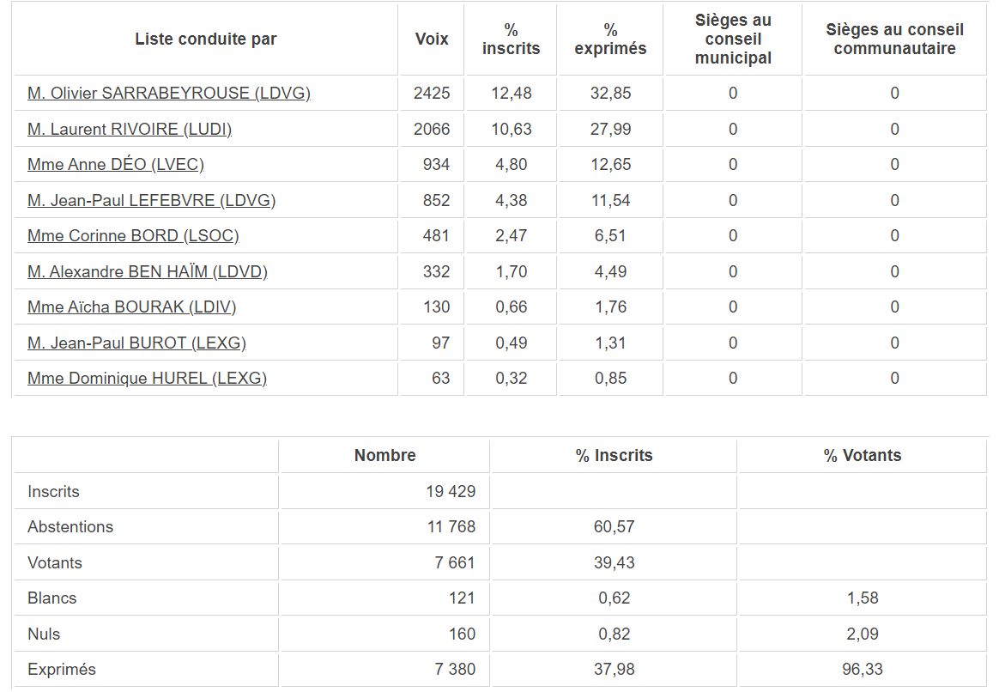 Liste conduite par Voix % inscrits % exprimés Sièges au conseil municipal Sièges au conseil communautaire
M. Olivier SARRABEYROUSE (LDVG) 2425 12,48 32,85 0 0
M. Laurent RIVOIRE (LUDI) 2066 10,63 27,99 0 0
Mme Anne DÉO (LVEC) 934 4,80 12,65 0 0
M. Jean-Paul LEFEBVRE (LDVG) 852 4,38 11,54 0 0
Mme Corinne BORD (LSOC) 481 2,47 6,51 0 0
M. Alexandre BEN HAÏM (LDVD) 332 1,70 4,49 0 0
Mme Aïcha BOURAK (LDIV) 130 0,66 1,76 0 0
M. Jean-Paul BUROT (LEXG) 97 0,49 1,31 0 0
Mme Dominique HUREL (LEXG) 63 0,32 0,85 0 0
Nombre % Inscrits % Votants
Inscrits 19 429
Abstentions 11 768 60,57
Votants 7 661 39,43
Blancs 121 0,62 1,58
Nuls 160 0,82 2,09
Exprimés 7 380 37,98 96,33